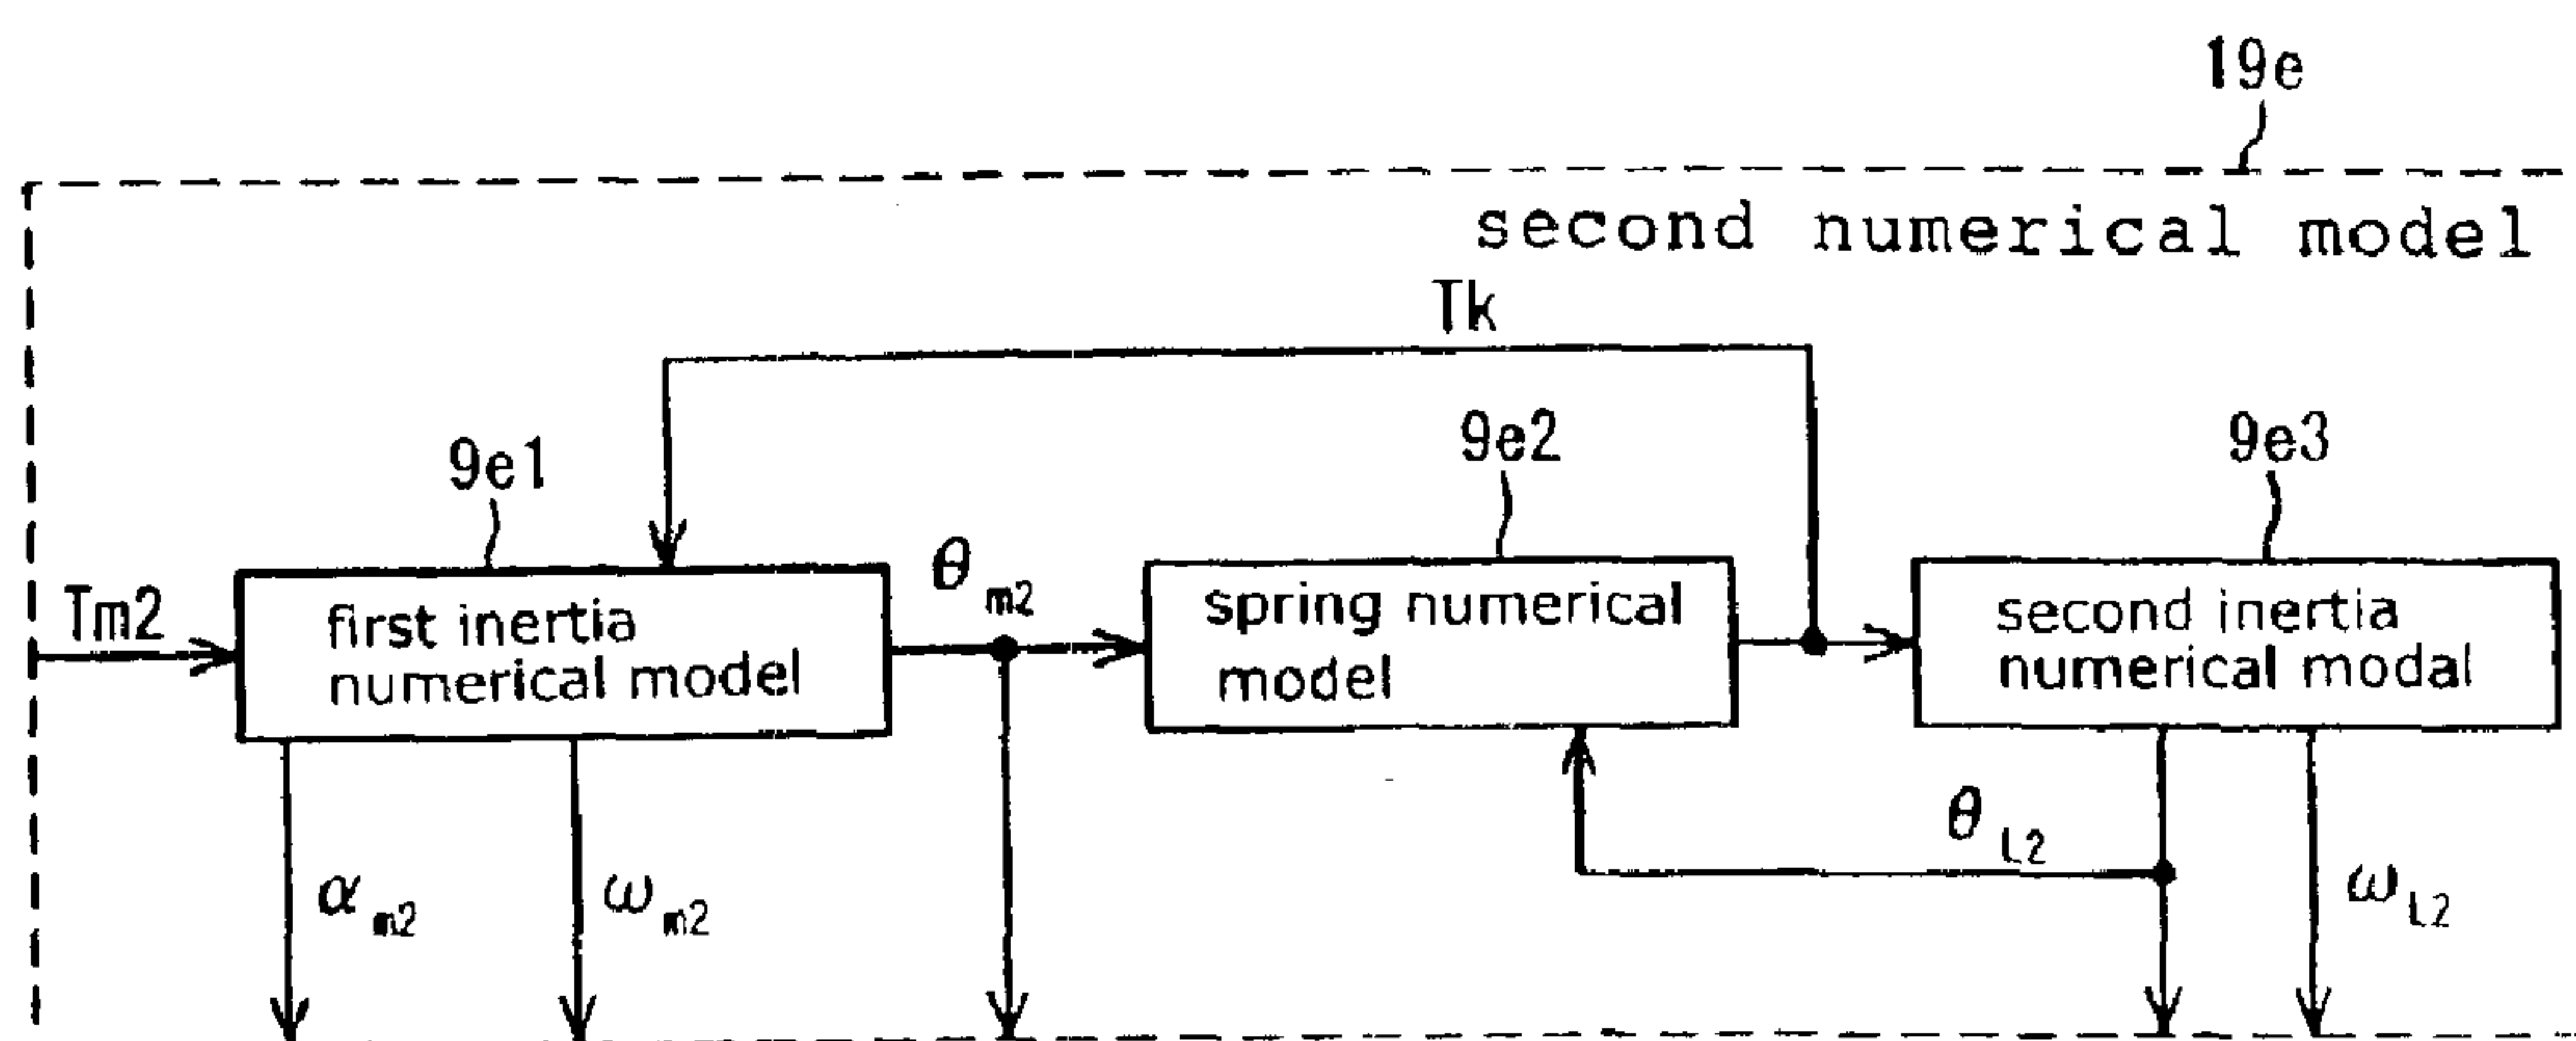 19e
second numerical model
Tk
9e1
9e2
9e3
Tm2
first inertia
numerical model
θm2
spring numerical
model
second inertia
numerical modal
αm2
ωm2
θL2
ωL2